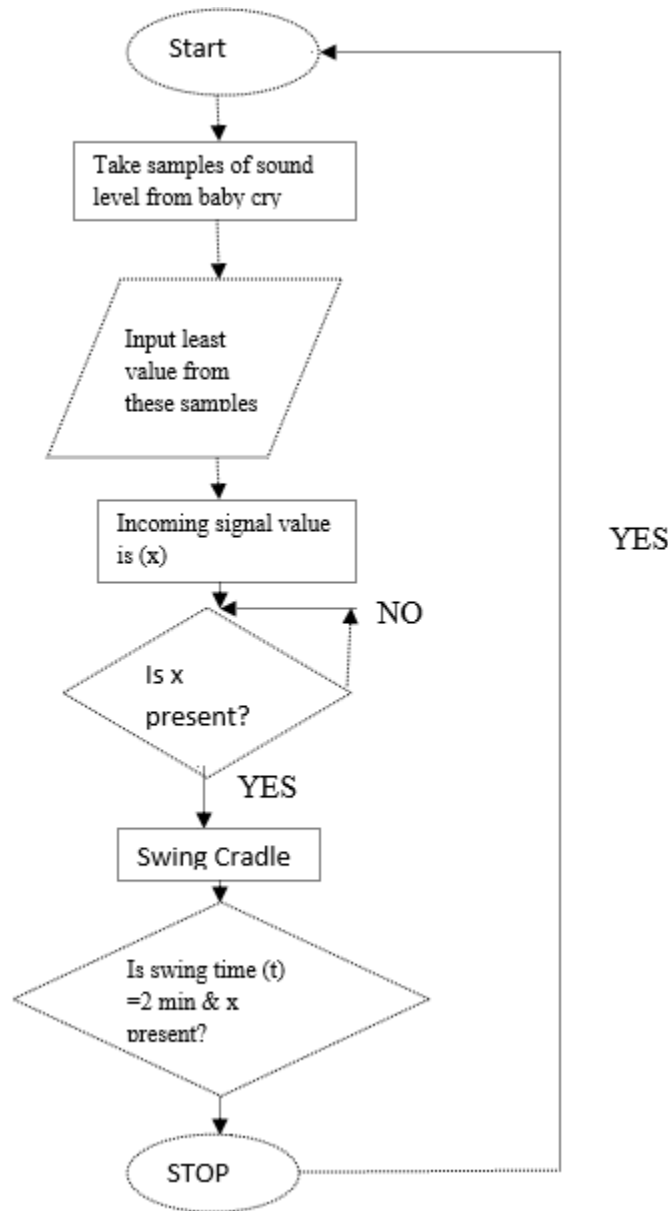 Start
Take samples of sound
level from baby cry
Input least
value from
these samples
Incoming signal value
is (x)
YES
NO
Is x
present?
YES
Swing Cradle
Is swing time (t)
=2 min & x
present?
STOP